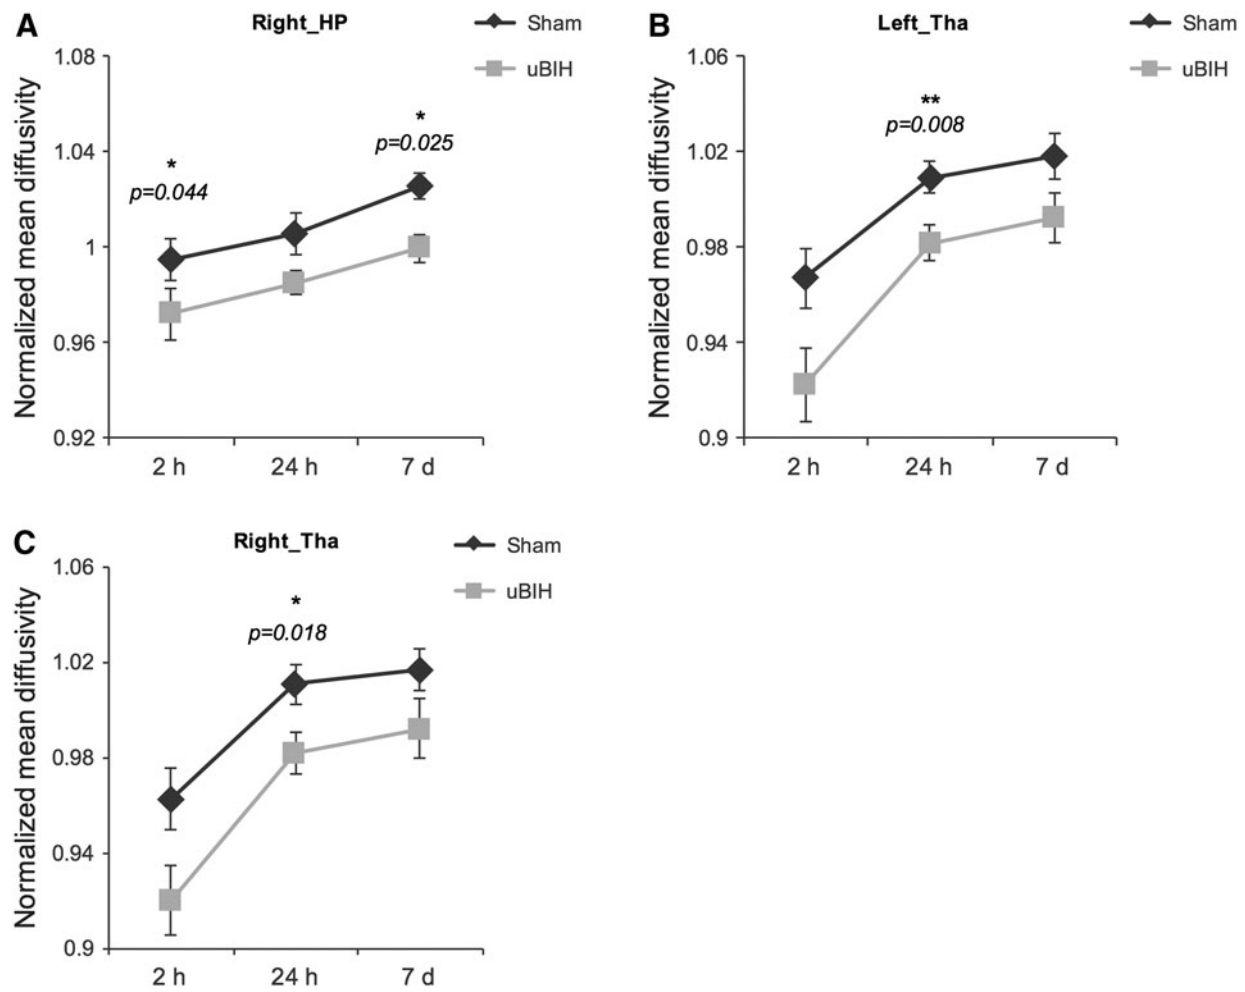 A
Right_HP
Sham
uBIH
Normalized mean diffusivity
1.08
1.04
1
0.96
0.92
*
p=0.044
*
p=0.025
2 h
24 h
7 d
B
Left_Tha
Sham
uBIH
Normalized mean diffusivity
1.06
1.02
0.98
0.94
0.9
**
p=0.008
2 h
24 h
7 d
C
Right_Tha
Sham
uBIH
Normalized mean diffusivity
1.06
1.02
0.98
0.94
0.9
*
p=0.018
2 h
24 h
7 d